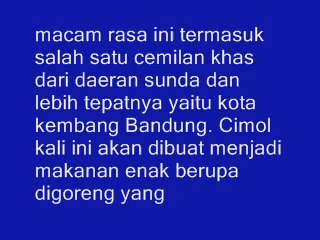 macam rasa ini termasuk
salah satu cemilan khas
dari daeran sunda dan
lebih tepatnya yaitu kota
kembang Bandung. Cimol
kali ini akan dibuat menjadi
makanan enak berupa
digoreng yang